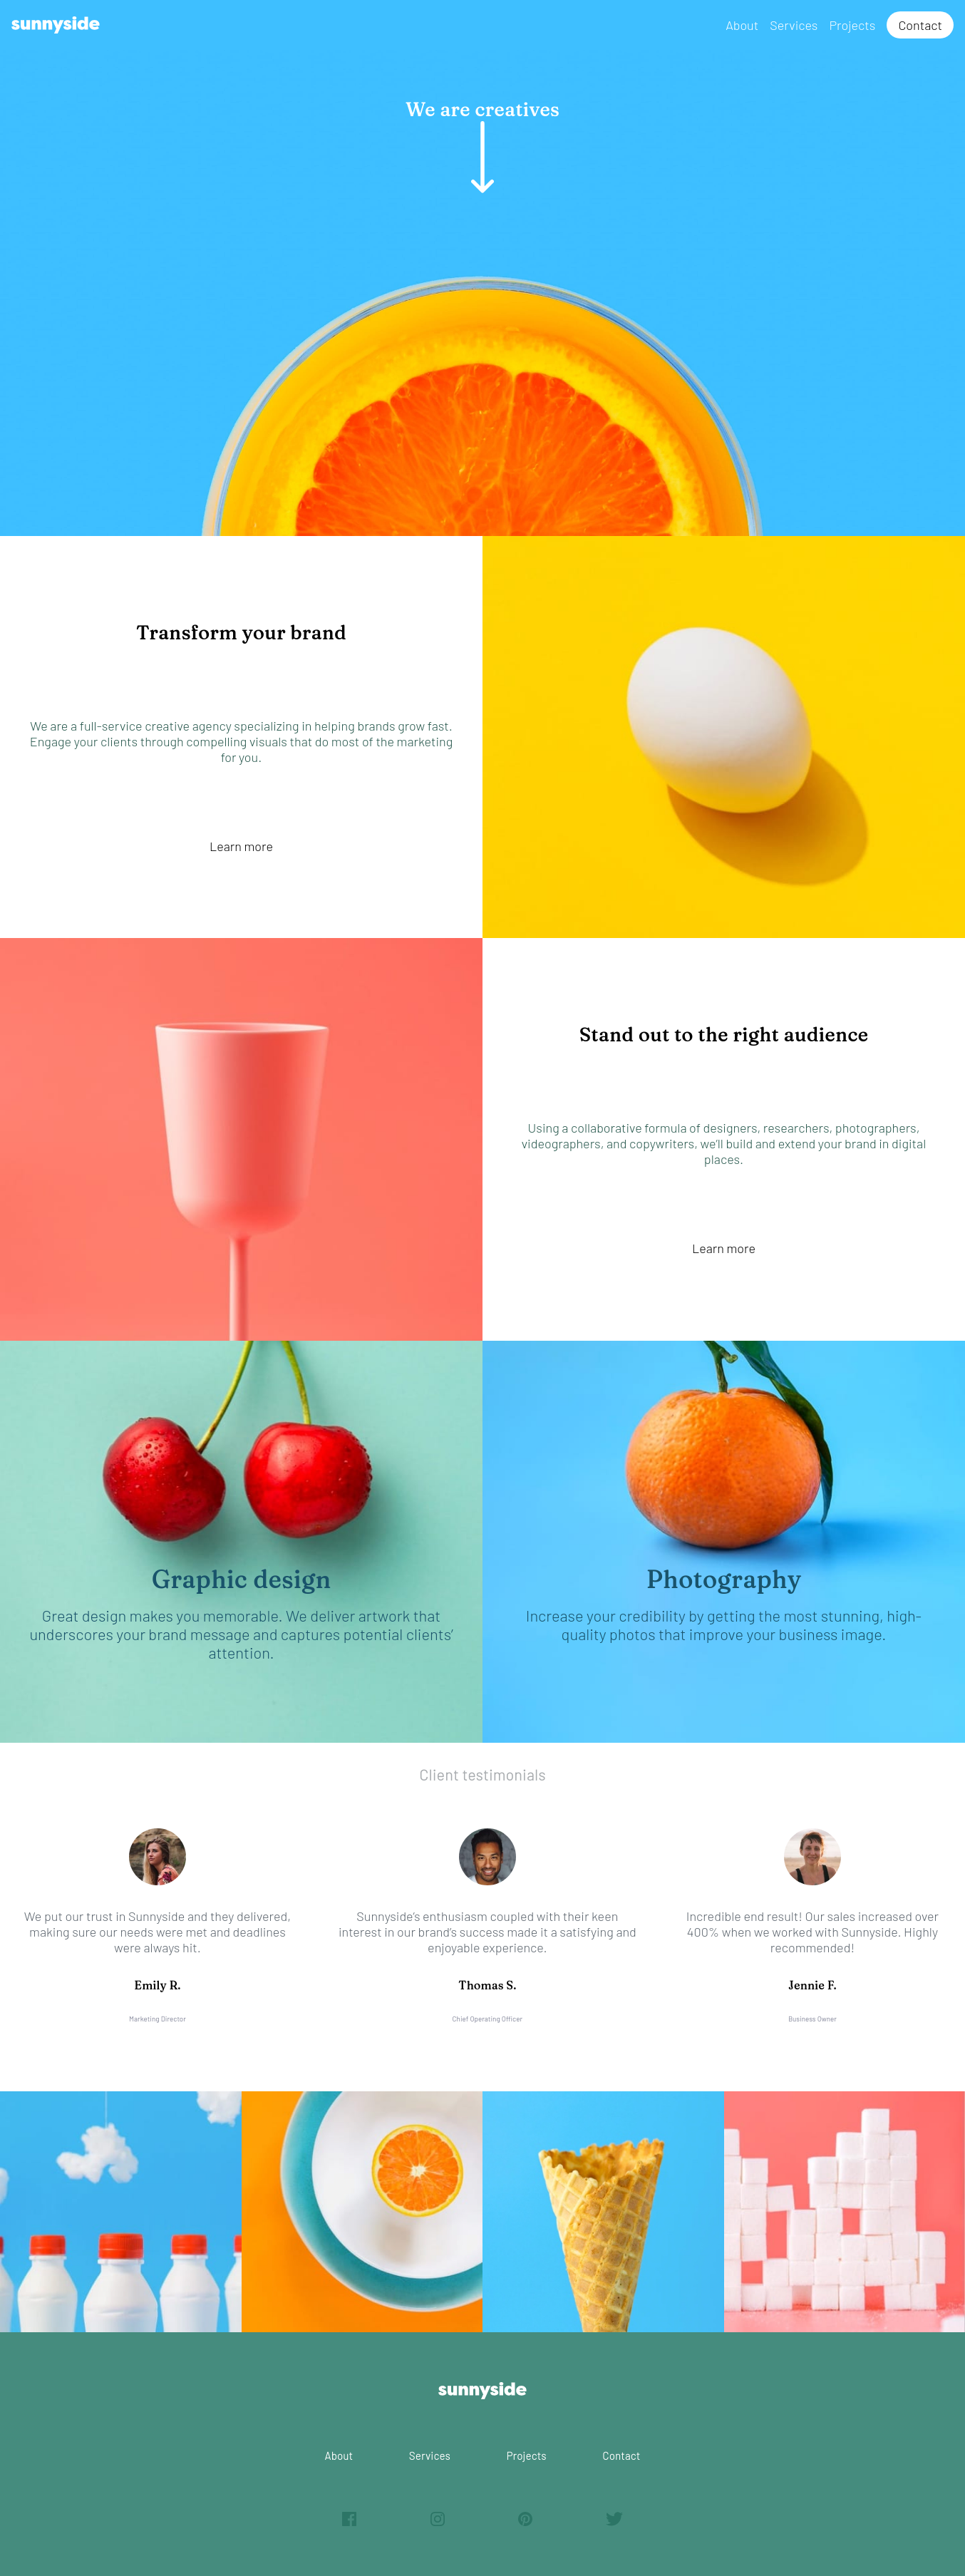 sunnyside
About Services Projects Contact
We are creatives
Transform your brand
We are a full-service creative agency specializing in helping brands grow fast.
Engage your clients through compelling visuals that do most of the marketing
for you.
Learn more
Stand out to the right audience
Using a collaborative formula of designers, researchers, photographers,
videographers, and copywriters, we’ll build and extend your brand in digital
places.
Learn more
Graphic design
Great design makes you memorable. We deliver artwork that
underscores your brand message and captures potential clients’
attention.
Photography
Increase your credibility by getting the most stunning, high-
quality photos that improve your business image.
Client testimonials
We put our trust in Sunnyside and they delivered,
making sure our needs were met and deadlines
were always hit.
Emily R.
Marketing Director
Sunnyside’s enthusiasm coupled with their keen
interest in our brand’s success made it a satisfying and
enjoyable experience.
Thomas S.
Chief Operating Officer
Incredible end result! Our sales increased over
400% when we worked with Sunnyside. Highly
recommended!
Jennie F.
Business Owner
sunnyside
About Services Projects Contact